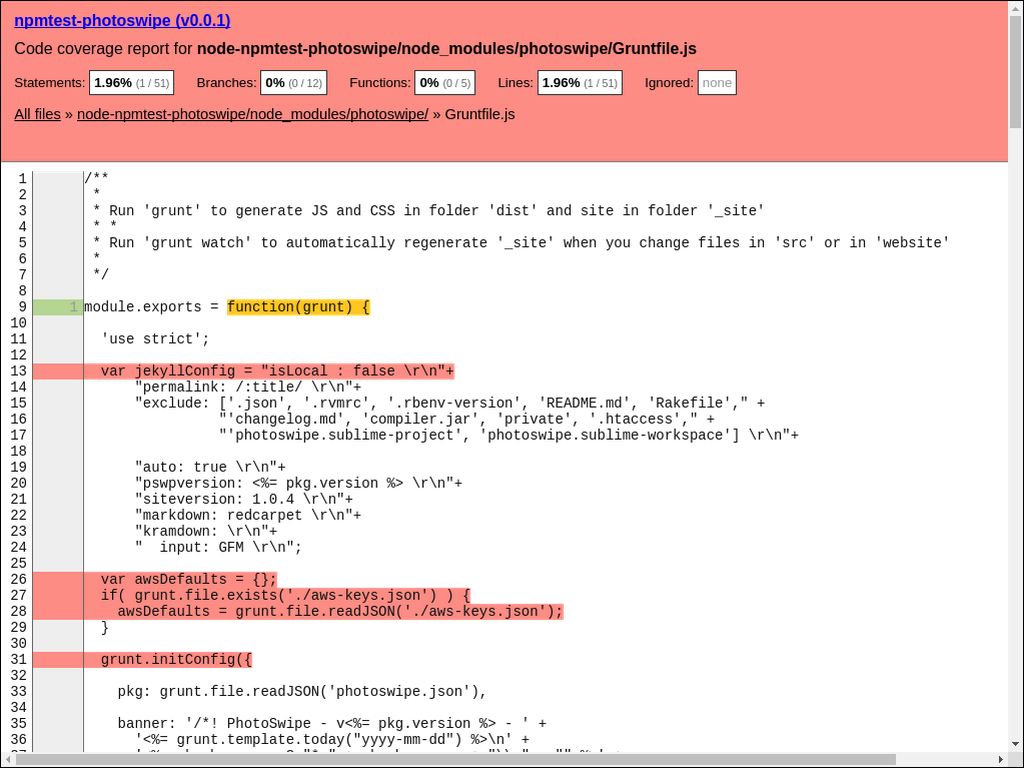 npmtest-photoswipe (v0.0.1)
Code coverage report for node-npmtest-photoswipe/node_modules/photoswipe/Gruntfile.js
Statements: 1.96% (1 / 51) Branches: 0% (0 / 12) Functions: 0% (0 / 5) Lines: 1.96% (1 / 51) Ignored: none
All files » node-npmtest-photoswipe/node_modules/photoswipe/ » Gruntfile.js
1 /**
2  *
3  * Run 'grunt' to generate JS and CSS in folder 'dist' and site in folder '_site'
4  * *
5  * Run 'grunt watch' to automatically regenerate '_site' when you change files in 'src' or in 'website'
6  *
7  */
8
9 1 module.exports = function(grunt) {
10
11   'use strict';
12
13   var jekyllConfig = "isLocal : false \r\n"+
14       "permalink: /:title/ \r\n"+
15       "exclude: ['.json', '.rvmrc', '.rbenv-version', 'README.md', 'Rakefile'," +
16                 "'changelog.md', 'compiler.jar', 'private', '.htaccess'," +
17                 "'photoswipe.sublime-project', 'photoswipe.sublime-workspace'] \r\n"+
18
19       "auto: true \r\n"+
20       "pswpversion: <%= pkg.version %> \r\n"+
21       "siteversion: 1.0.4 \r\n"+
22       "markdown: redcarpet \r\n"+
23       "kramdown: \r\n"+
24       "  input: GFM \r\n";
25
26   var awsDefaults = {};
27   if( grunt.file.exists('./aws-keys.json') ) {
28     awsDefaults = grunt.file.readJSON('./aws-keys.json');
29   }
30
31   grunt.initConfig({
32
33     pkg: grunt.file.readJSON('photoswipe.json'),
34
35     banner: '/*! PhotoSwipe - v<%= pkg.version %> - ' +
36       '<%= grunt.template.today("yyyy-mm-dd") %>\n' +